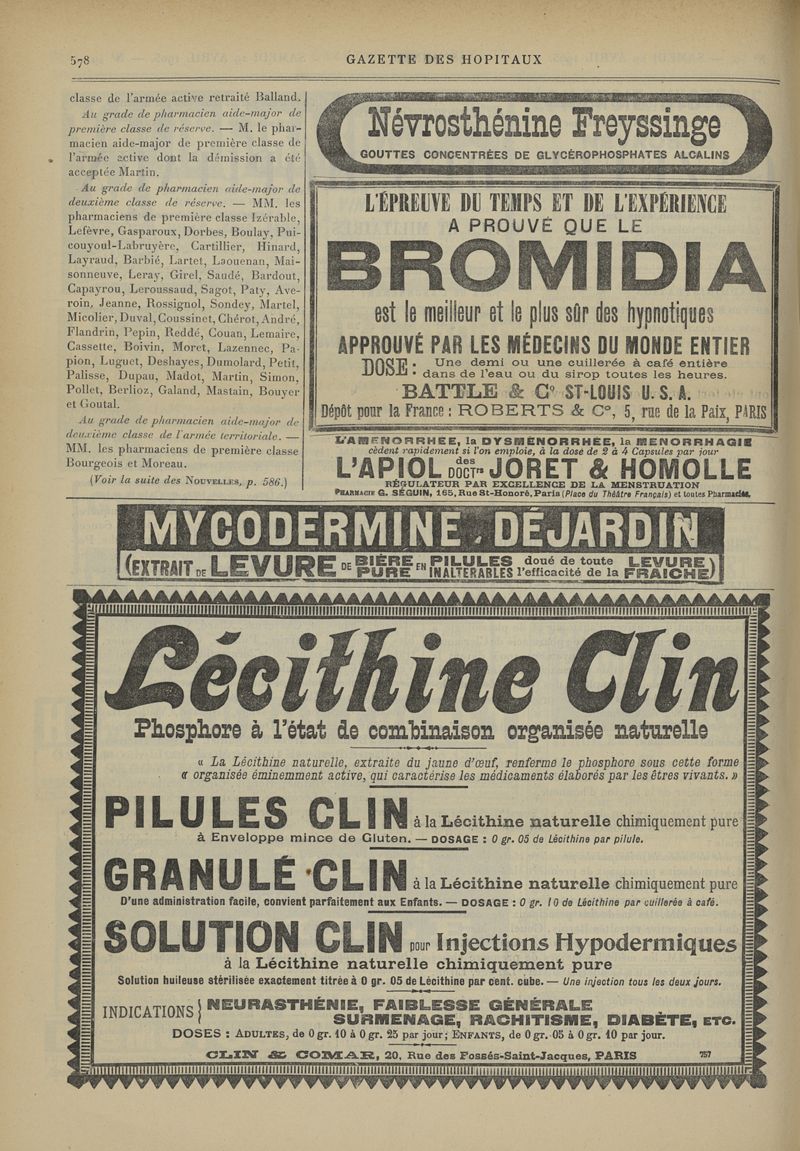 578
GAZETTE DES HOPITAUX
classe de l'armée active retraité Balland.
Au grade de pharmacien aide-major de
première classe de réserve. — M. le phar-
macien aide-major de première classe de
l'armée active dont la démission a été
acceptée Martin.
Au grade de pharmacien aide-major de
deuxième classe de réserve. — MM. les
pharmaciens de première classe Izérable,
Lefèvre, Gasparoux, Dorbes, Boulay, Pui-
couyoul-Labruyère, Cartillier, Hinard,
Layraud, Barbié, Lartet, Laouenan, Mai-
sonneuve, Leray, Girel, Saudé, Bardout,
Capayrou, Leroussaud, Sagot, Paty, Ave-
roin, Jeanne, Rossignol, Sondey, Martel,
Micolier, Duval, Coussinet, Chérot, André,
Flandrin, Pepin, Reddé, Couan, Lemaire,
Cassette, Boivin, Moret, Lazennec, Pa-
pion, Luguet, Deshayes, Dumolard, Petit,
Palisse, Dupau, Madot, Martin, Simon,
Pollet, Berlioz, Galand, Mastain, Bouyer
et Goutal.
Au grade de pharmacien aide-major de
deuxième classe de l'armée territoriale. —
MM. les pharmaciens de première classe
Bourgeois et Moreau.
(Voir la suite des NOUVELLES, p. 586.)
Névrosthénine Freyssinge
GOUTTES CONCENTRÉES DE GLYCÉROPHOSPHATES ALCALINS
L'ÉPREUVE DU TEMPS ET DE L'EXPÉRIENCE
A PROUVÉ QUE LE
BROMIDIA
est le meilleur et le plus sûr des hypnotiques
APPROUVÉ PAR LES MÉDECINS DU MONDE ENTIER
DOSE : Une demi ou une cuillerée à café entière
dans de l'eau ou du sirop toutes les heures.
BATTLE & Cº ST-LOUIS U. S. A.
Dépôt pour la France : ROBERTS & Cº, 5, rue de la Paix, PARIS
L'AMENORRHEE, la DYSMÉNORRHÉE, la MENORRHAGIE
cèdent rapidement si l'on emploie, à la dose de 2 à 4 Capsules par jour
L'APIOL des DOCTrs JORET & HOMOLLE
RÉGULATEUR PAR EXCELLENCE DE LA MENSTRUATION
PHARMACIE G. SÉGUIN, 165, Rue St-Honoré, Paris (Place du Théâtre Français) et toutes Pharmacies.
MYCODERMINE DÉJARDIN
(EXTRAIT DE LEVURE DE BIÈRE PURE EN PILULES INALTERABLES doué de toute l'efficacité de la LEVURE FRAICHE)
Lécithine Clin
Phosphore à l'état de combinaison organisée naturelle
« La Lécithine naturelle, extraite du jaune d'œuf, renferme le phosphore sous cette forme
« organisée éminemment active, qui caractérise les médicaments élaborés par les êtres vivants. »
PILULES CLIN à la Lécithine naturelle chimiquement pure
à Enveloppe mince de Gluten. — DOSAGE : 0 gr. 05 de Lécithine par pilule.
GRANULÉ CLIN à la Lécithine naturelle chimiquement pure
D'une administration facile, convient parfaitement aux Enfants. — DOSAGE : 0 gr. 10 de Lécithine par cuillerée à café.
SOLUTION CLIN pour Injections Hypodermiques
à la Lécithine naturelle chimiquement pure
Solution huileuse stérilisée exactement titrée à 0 gr. 05 de Lécithine par cent. cube. — Une injection tous les deux jours.
INDICATIONS } NEURASTHÉNIE, FAIBLESSE GÉNÉRALE
SURMENAGE, RACHITISME, DIABÈTE, ETC.
DOSES : ADULTES, de 0 gr. 10 à 0 gr. 25 par jour ; ENFANTS, de 0 gr. 05 à 0 gr. 10 par jour.
CLIN & COMAR, 20, Rue des Fossés-Saint-Jacques, PARIS 757